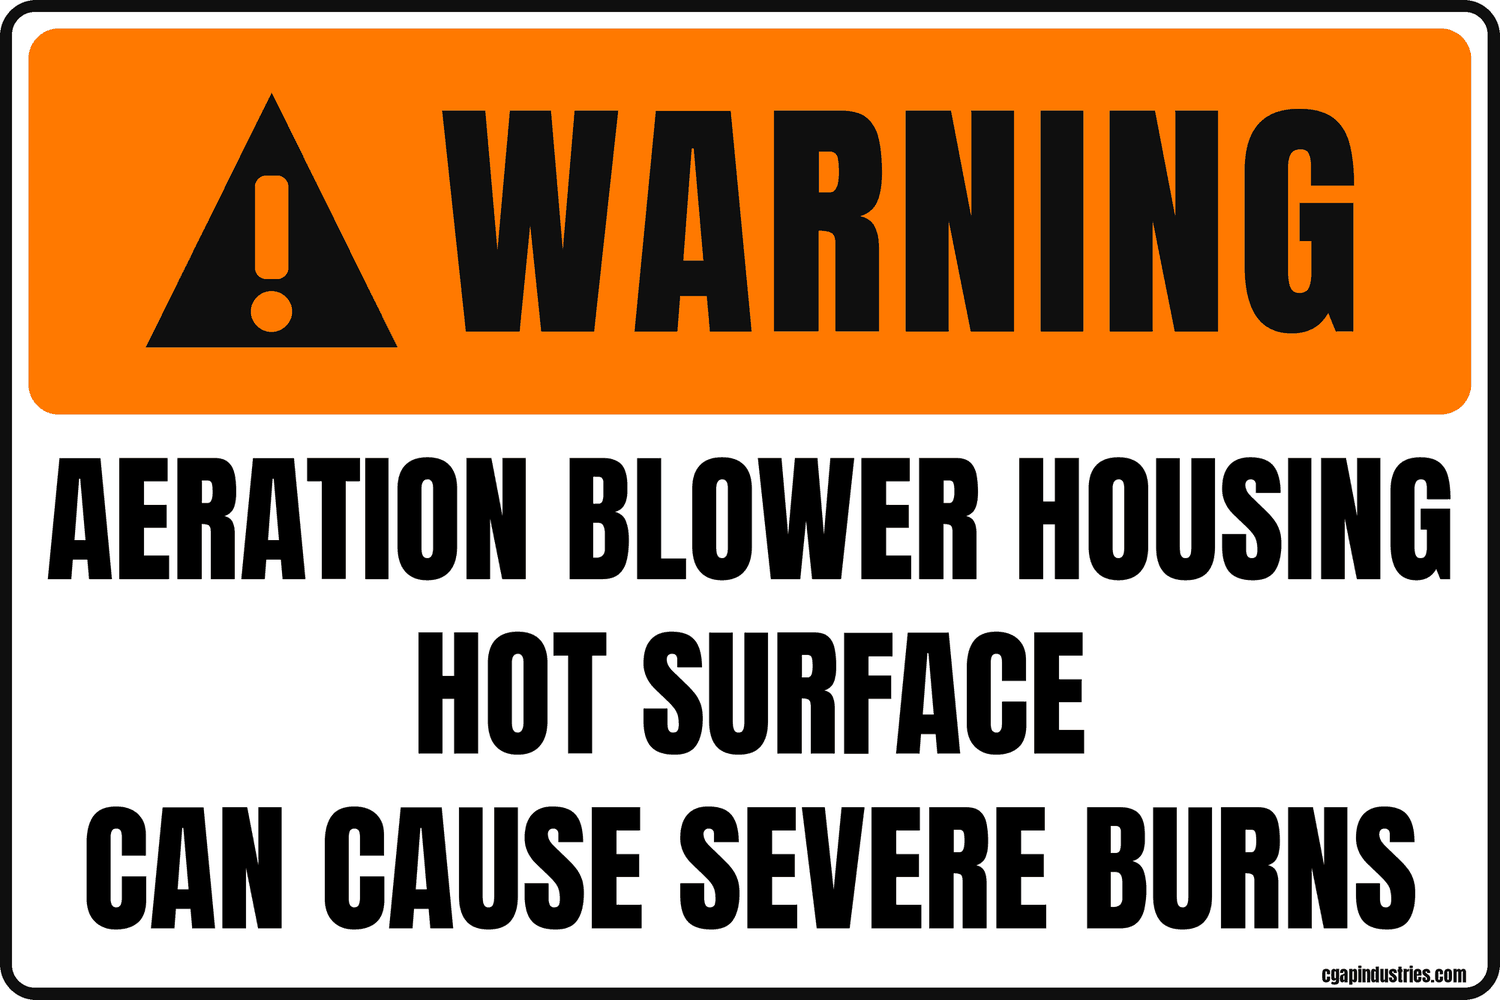 WARNING
AERATION BLOWER HOUSING
HOT SURFACE
CAN CAUSE SEVERE BURNS
cgapindustries.com